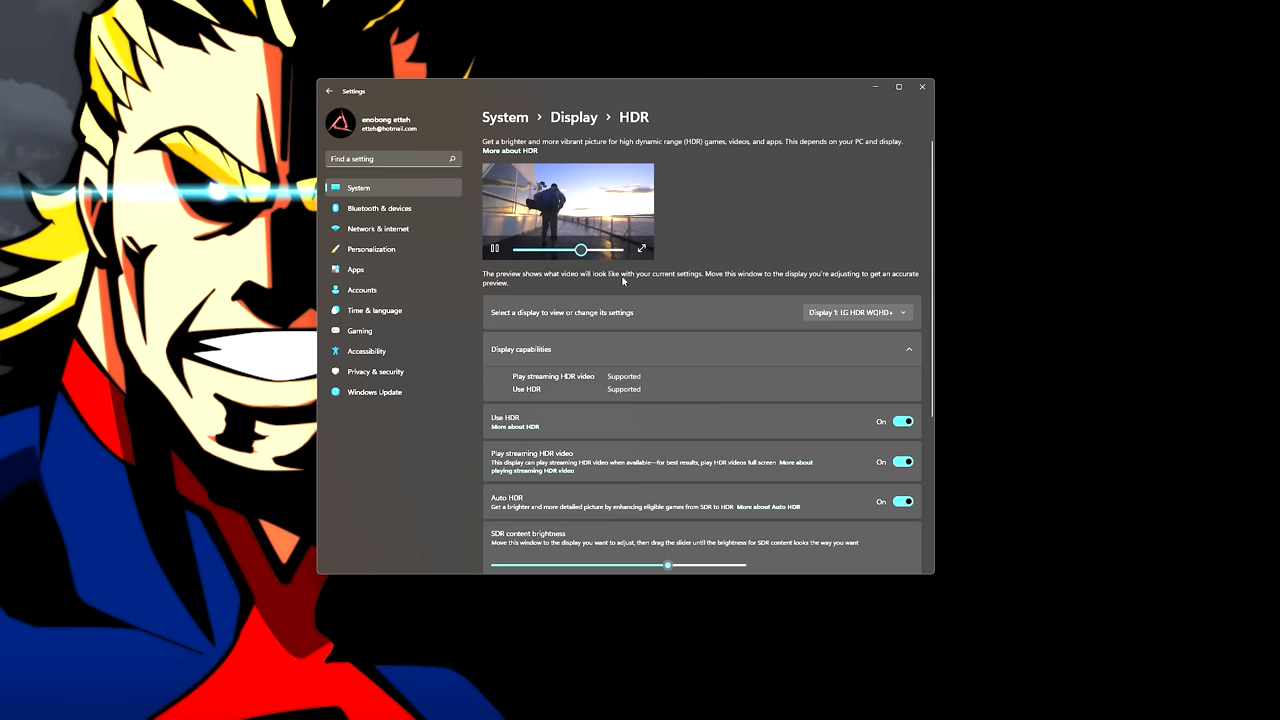 Settings
enobong etteh
etteh@hotmail.com
Find a setting
System
Bluetooth & devices
Network & internet
Personalization
Apps
Accounts
Time & language
Gaming
Accessibility
Privacy & security
Windows Update
System › Display › HDR
Get a brighter and more vibrant picture for high dynamic range (HDR) games, videos, and apps. This depends on your PC and display.
More about HDR
The preview shows what video will look like with your current settings. Move this window to the display you're adjusting to get an accurate
preview.
Select a display to view or change its settings
Display 1: LG HDR WQHD+
Display capabilities
Play streaming HDR video Supported
Use HDR Supported
Use HDR
More about HDR
On
Play streaming HDR video
This display can play streaming HDR video when available—for best results, play HDR videos full screen More about
playing streaming HDR video
On
Auto HDR
Get a brighter and more detailed picture by enhancing eligible games from SDR to HDR More about Auto HDR
On
SDR content brightness
Move this window to the display you want to adjust, then drag the slider until the brightness for SDR content looks the way you want